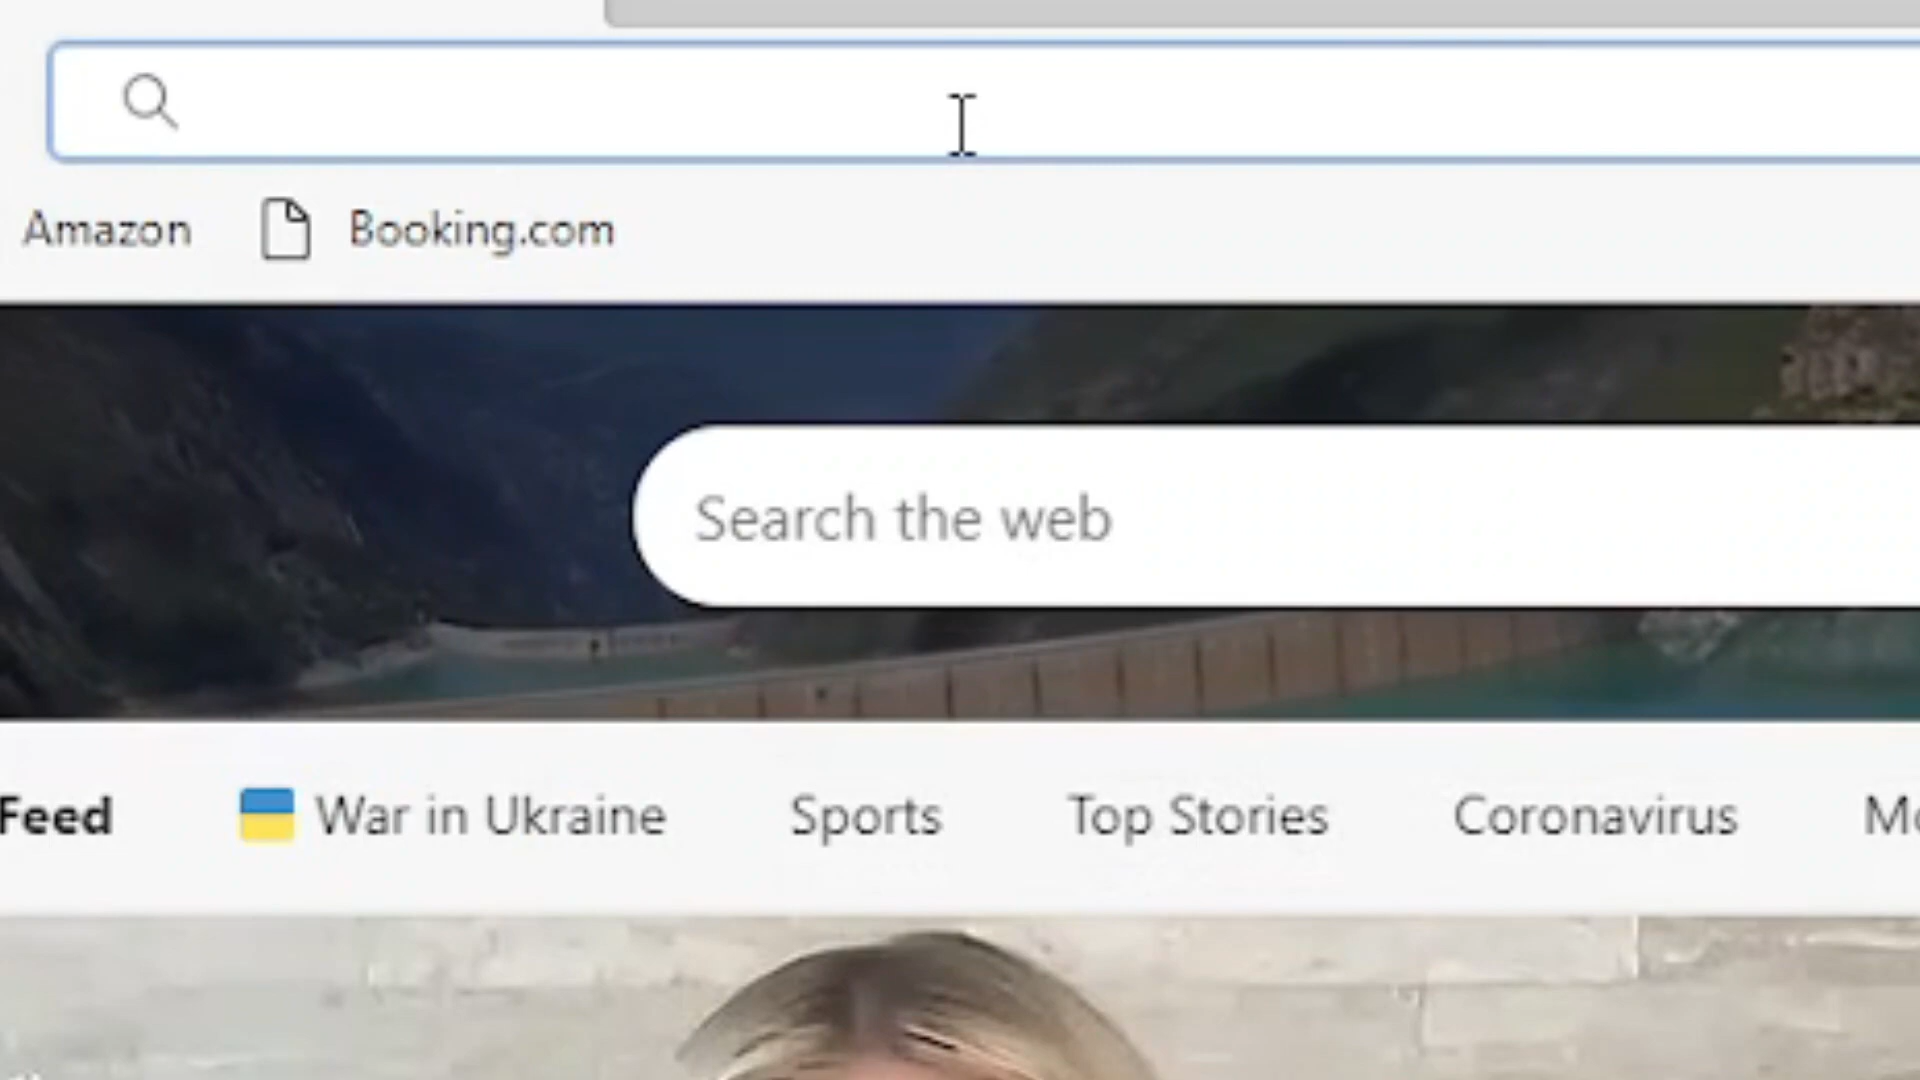 Amazon Booking.com
Search the web
Feed War in Ukraine Sports Top Stories Coronavirus